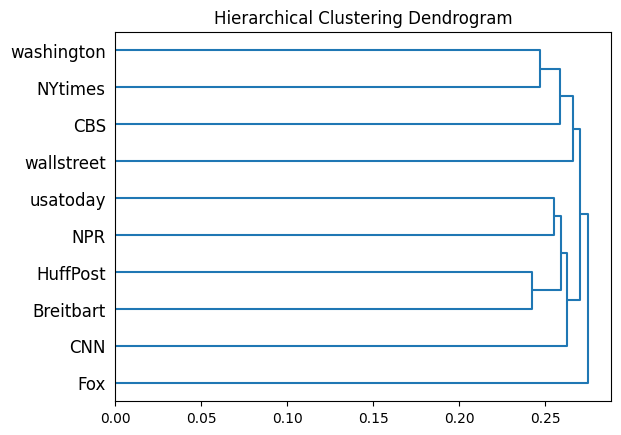 Hierarchical Clustering Dendrogram
washington
NYtimes
CBS
wallstreet
usatoday
NPR
HuffPost
Breitbart
CNN
Fox
0.00 0.05 0.10 0.15 0.20 0.25